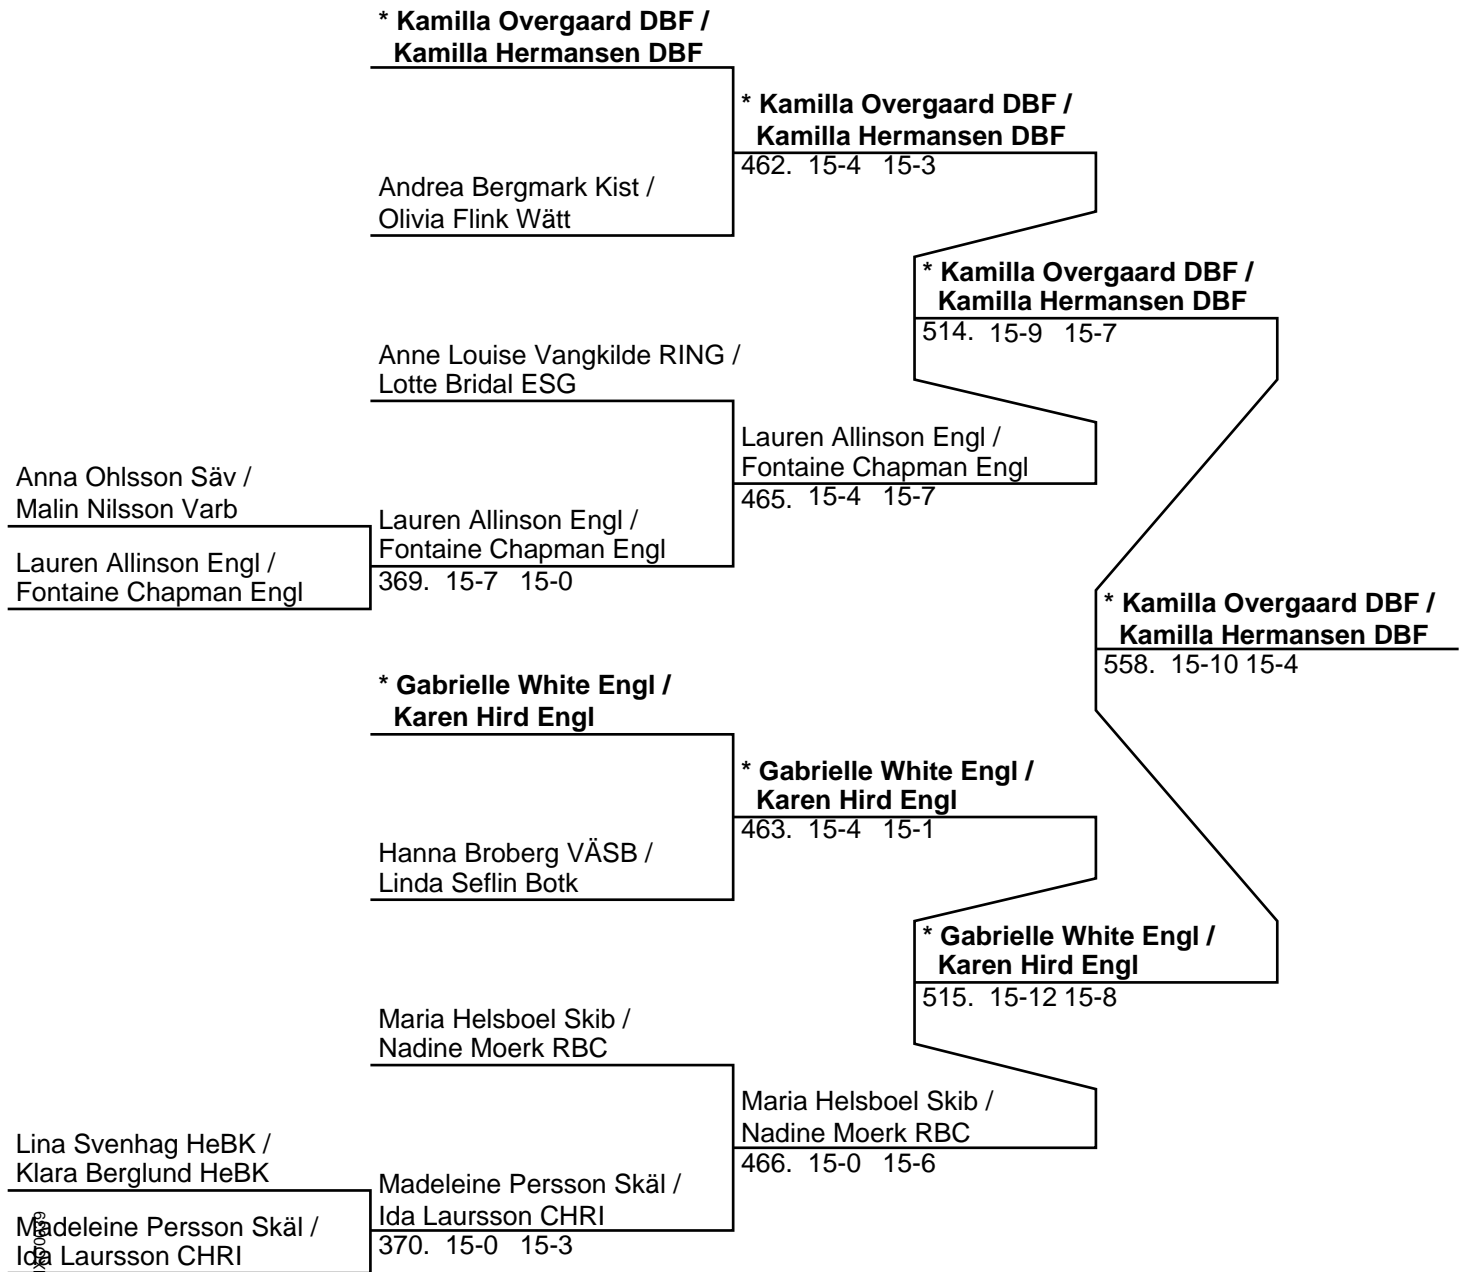 * Kamilla Overgaard DBF /
Kamilla Hermansen DBF
* Kamilla Overgaard DBF /
Kamilla Hermansen DBF
462. 15-4 15-3
Andrea Bergmark Kist /
Olivia Flink Wätt
* Kamilla Overgaard DBF /
Kamilla Hermansen DBF
514. 15-9 15-7
Anne Louise Vangkilde RING /
Lotte Bridal ESG
Lauren Allinson Engl /
Fontaine Chapman Engl
465. 15-4 15-7
Anna Ohlsson Säv /
Malin Nilsson Varb
Lauren Allinson Engl /
Fontaine Chapman Engl
369. 15-7 15-0
Lauren Allinson Engl /
Fontaine Chapman Engl
* Kamilla Overgaard DBF /
Kamilla Hermansen DBF
558. 15-10 15-4
* Gabrielle White Engl /
Karen Hird Engl
* Gabrielle White Engl /
Karen Hird Engl
463. 15-4 15-1
Hanna Broberg VÄSB /
Linda Seflin Botk
* Gabrielle White Engl /
Karen Hird Engl
515. 15-12 15-8
Maria Helsboel Skib /
Nadine Moerk RBC
Maria Helsboel Skib /
Nadine Moerk RBC
466. 15-0 15-6
Lina Svenhag HeBK /
Klara Berglund HeBK
Madeleine Persson Skäl /
Ida Laursson CHRI
370. 15-0 15-3
Madeleine Persson Skäl /
Ida Laursson CHRI